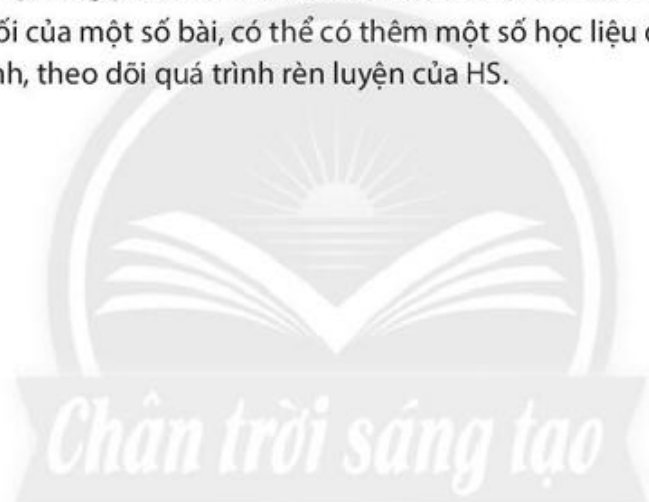 ối của một số bài, có thể có thêm một số học liệu
nh, theo dõi quá trình rèn luyện của HS.
Chân trời sáng tạo